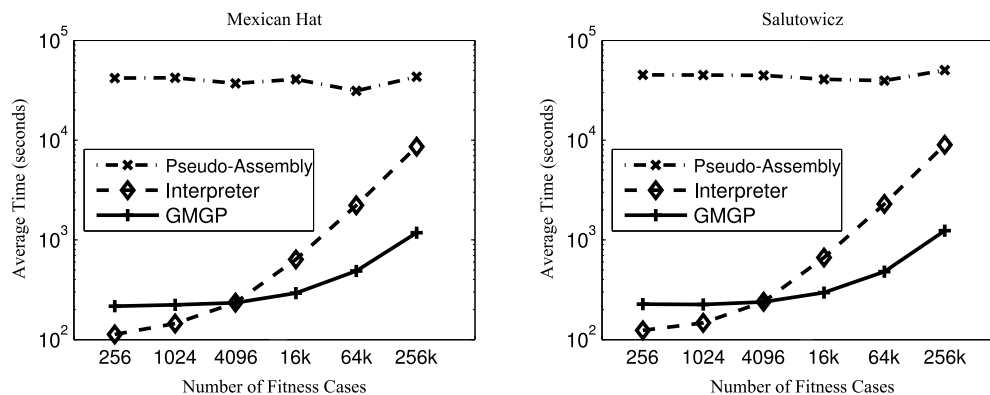 Mexican Hat
10^5
10^4
10^3
10^2
Average Time (seconds)
Pseudo-Assembly
Interpreter
GMGP
256 1024 4096 16k 64k 256k
Number of Fitness Cases
Salutowicz
10^5
10^4
10^3
10^2
Average Time (seconds)
Pseudo-Assembly
Interpreter
GMGP
256 1024 4096 16k 64k 256k
Number of Fitness Cases